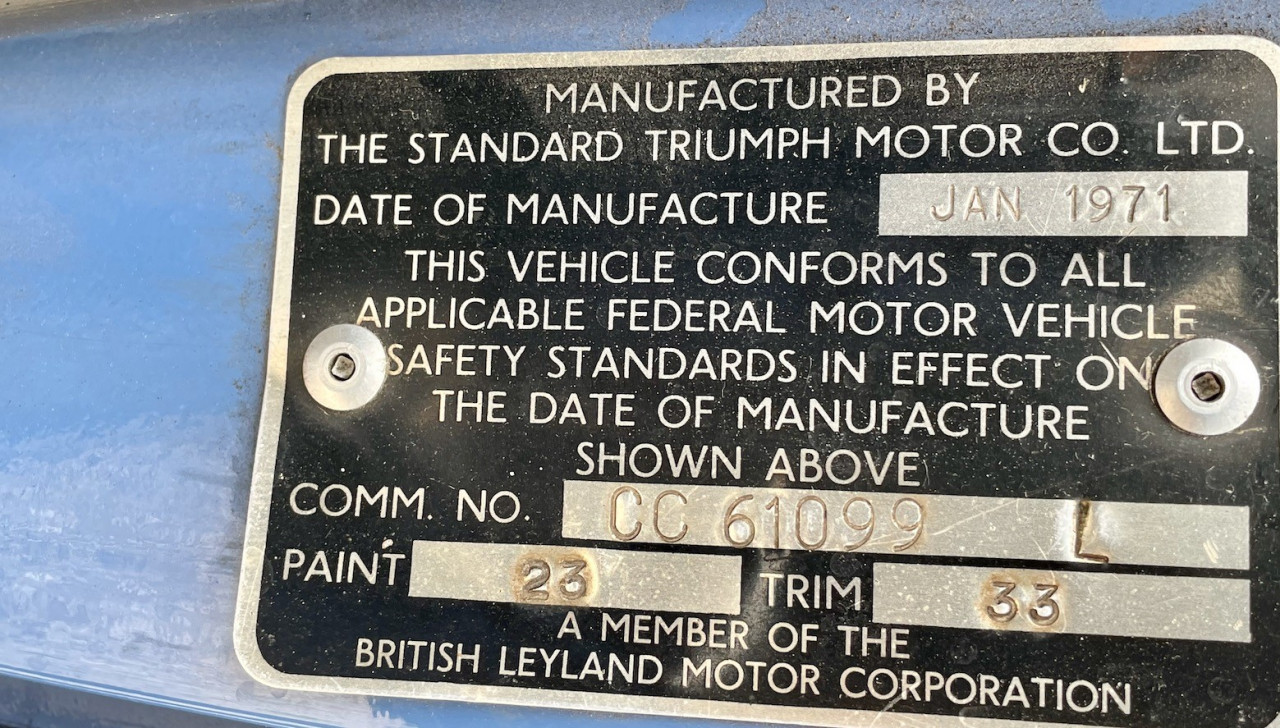 MANUFACTURED BY
THE STANDARD TRIUMPH MOTOR CO. LTD.
DATE OF MANUFACTURE JAN 1971
THIS VEHICLE CONFORMS TO ALL
APPLICABLE FEDERAL MOTOR VEHICLE
SAFETY STANDARDS IN EFFECT ON
THE DATE OF MANUFACTURE
SHOWN ABOVE
COMM. NO. CC 61099 L
PAINT 23 TRIM 33
A MEMBER OF THE
BRITISH LEYLAND MOTOR CORPORATION